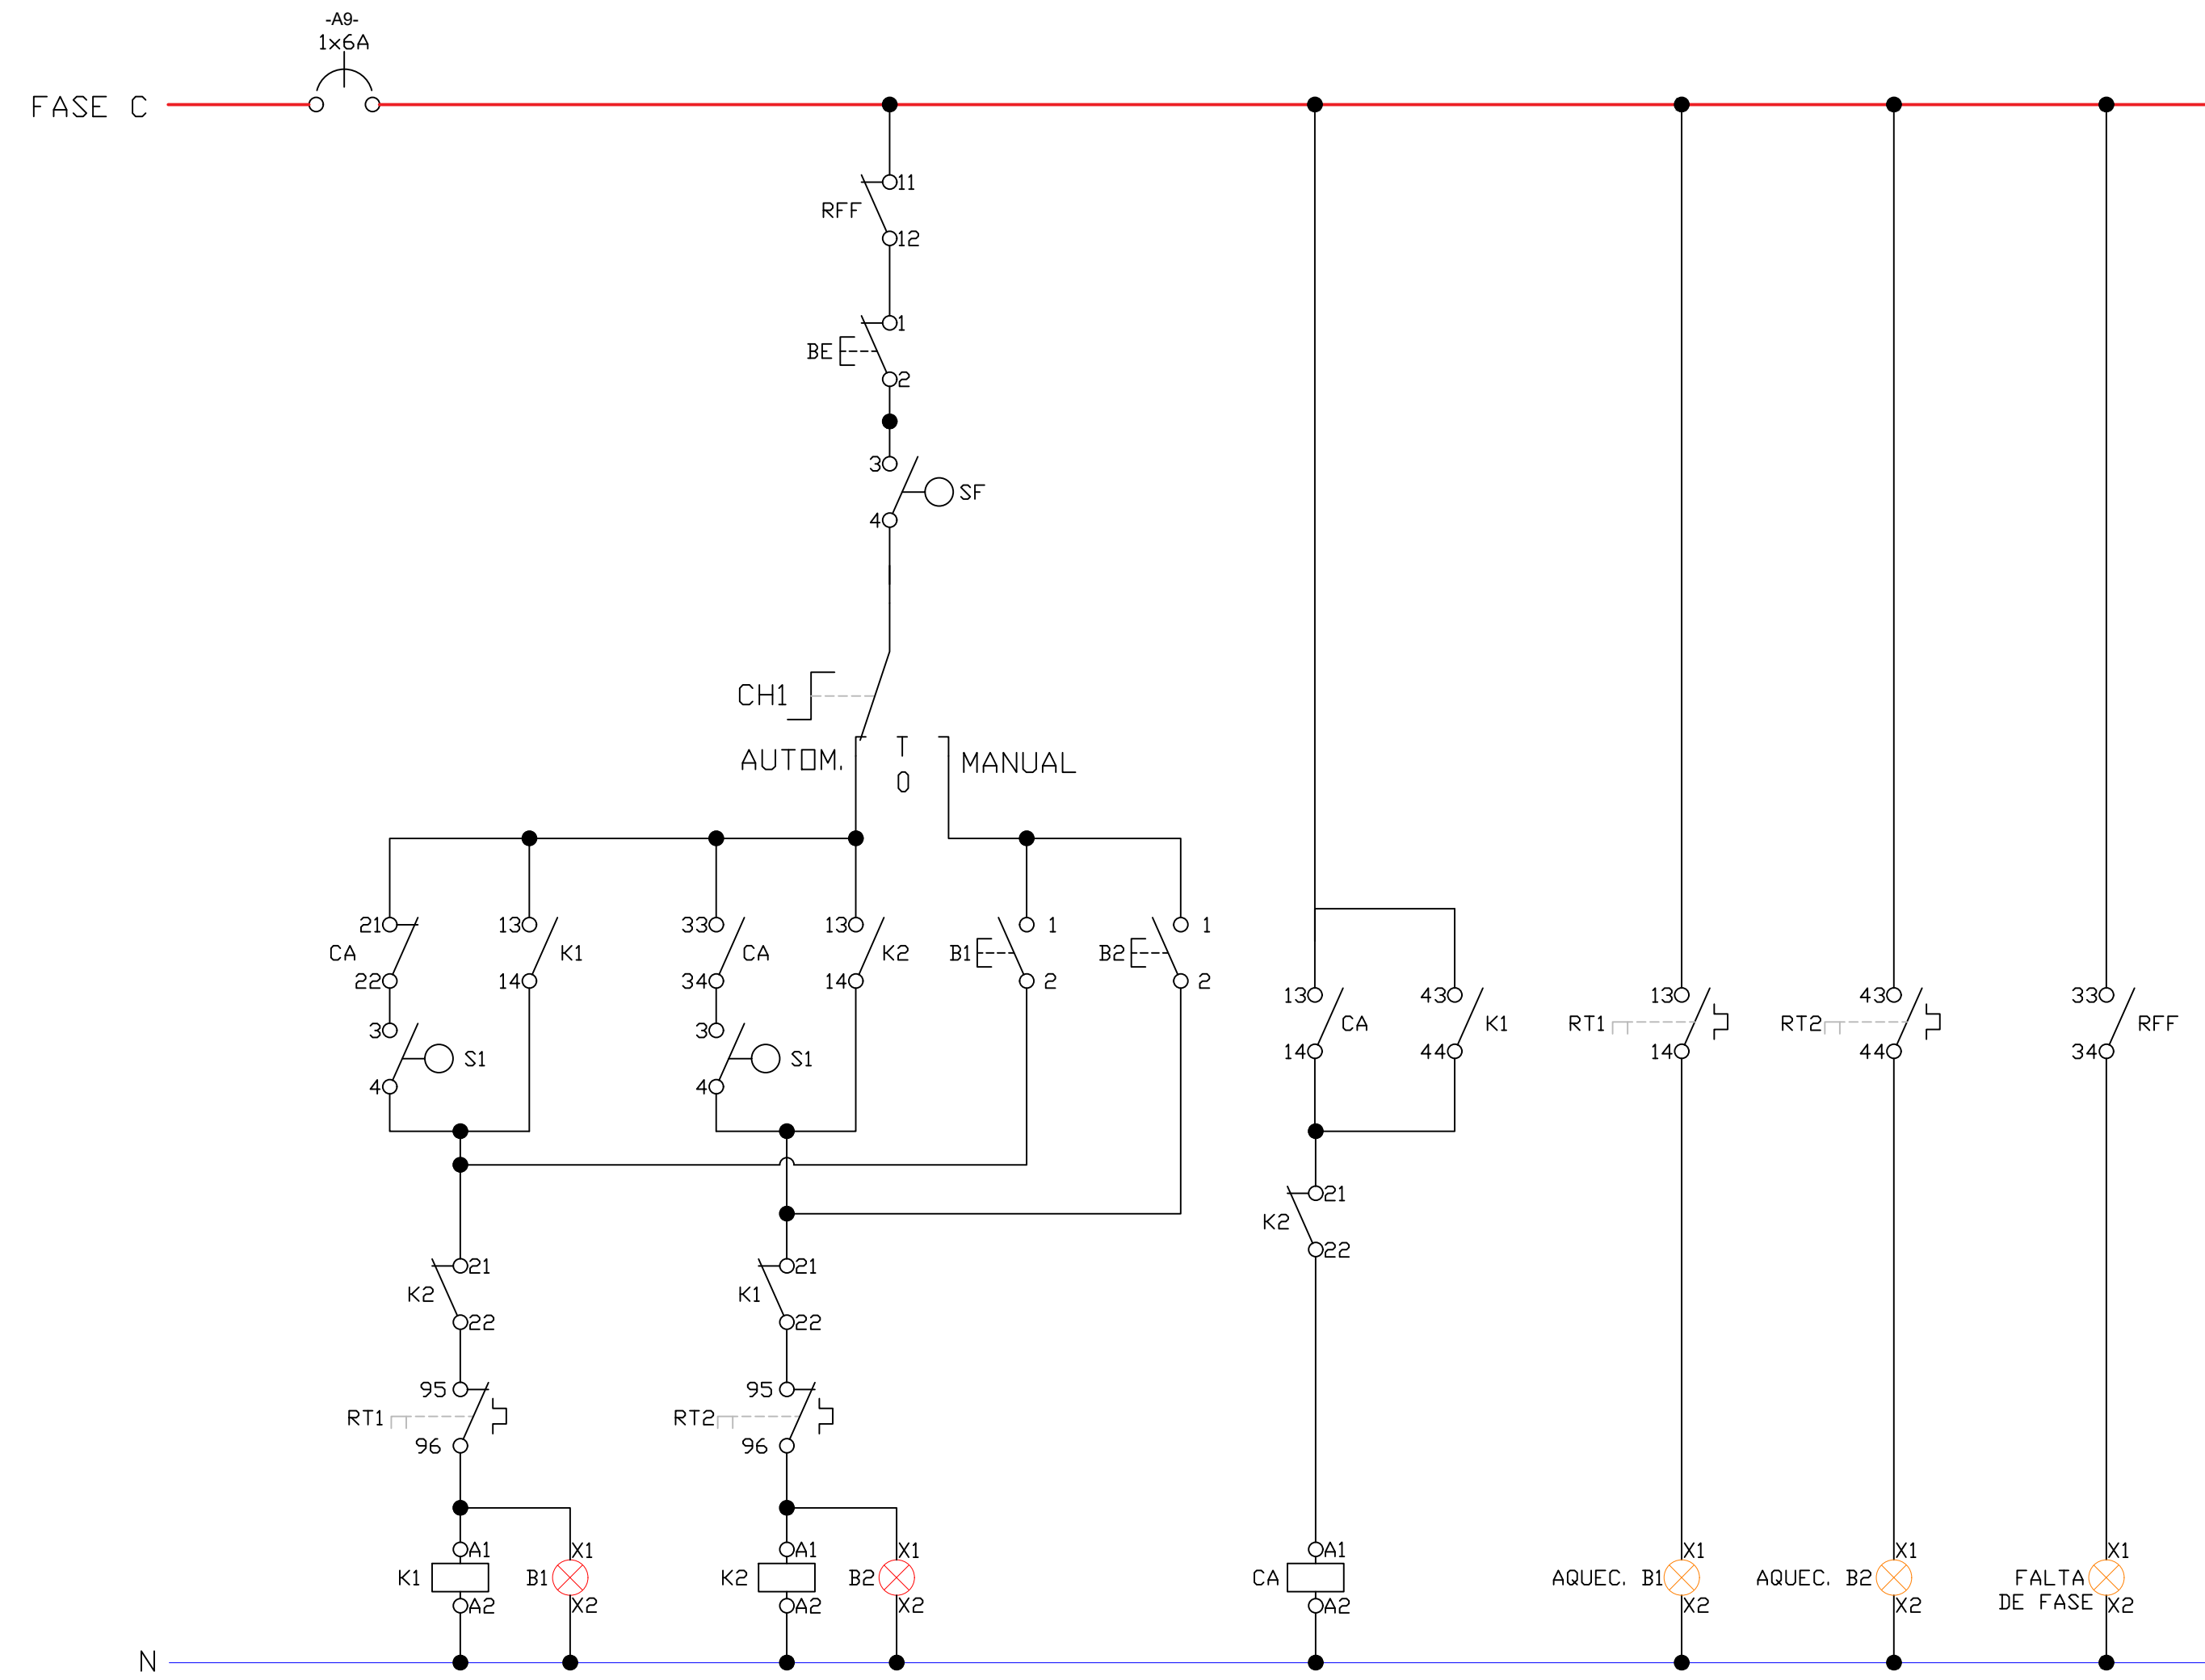 -A9-
1x6A
FASE C
11
RFF
12
1
BE
2
3
SF
4
CH1
AUTOM.
0
MANUAL
21
CA
22
13
K1
14
33
CA
34
13
K2
14
1
B1
2
1
B2
2
3
S1
4
3
S1
4
13
CA
14
43
K1
44
13
RT1
14
43
RT2
44
33
RFF
34
21
K2
22
21
K2
22
21
K1
22
95
RT1
96
95
RT2
96
A1
K1
A2
X1
B1
X2
A1
K2
A2
X1
B2
X2
A1
CA
A2
X1
AQUEC. B1
X2
X1
AQUEC. B2
X2
X1
FALTA
DE FASE
X2
N